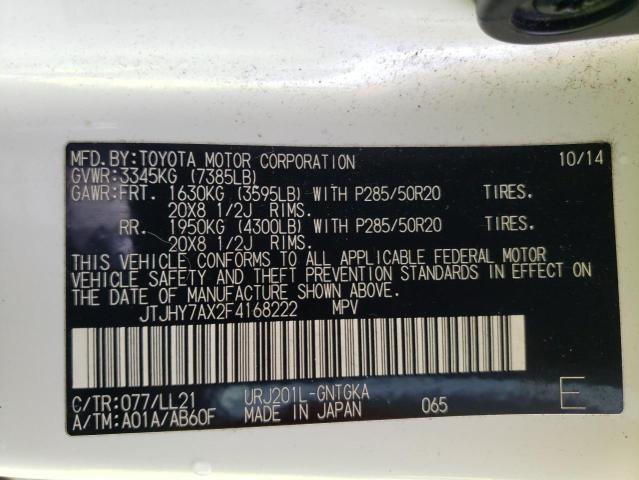 MFD.BY:TOYOTA MOTOR CORPORATION 10/14
GVWR:3345KG (7385LB)
GAWR:FRT. 1630KG (3595LB) WITH P285/50R20 TIRES.
20X8 1/2J RIMS.
RR. 1950KG (4300LB) WITH P285/50R20 TIRES.
20X8 1/2J RIMS.
THIS VEHICLE CONFORMS TO ALL APPLICABLE FEDERAL MOTOR
VEHICLE SAFETY AND THEFT PREVENTION STANDARDS IN EFFECT ON
THE DATE OF MANUFACTURE SHOWN ABOVE.
JTJHY7AX2F4168222 MPV
C/TR:077/LL21 URJ201L-GNTGKA E
A/TM:A01A/AB60F MADE IN JAPAN 065